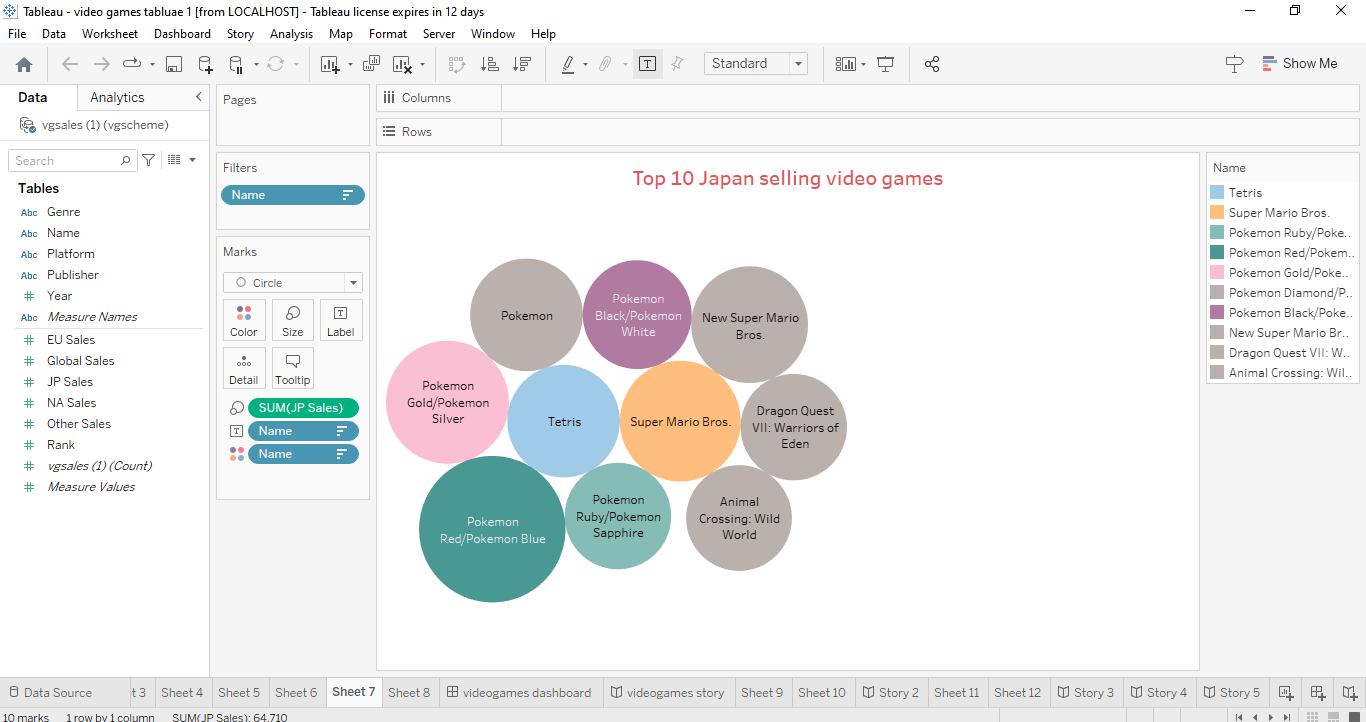 Tableau - video games tabluae 1 [from LOCALHOST] - Tableau license expires in 12 days
File Data Worksheet Dashboard Story Analysis Map Format Server Window Help
Standard
Show Me
Data Analytics
vgsales (1) (vgscheme)
Search
Tables
Abc Genre
Abc Name
Abc Platform
Abc Publisher
# Year
Abc Measure Names
# EU Sales
# Global Sales
# JP Sales
# NA Sales
# Other Sales
# Rank
# vgsales (1) (Count)
# Measure Values
Pages
Filters
Name
Marks
Circle
Color Size Label
Detail Tooltip
SUM(JP Sales)
Name
Name
Columns
Rows
Top 10 Japan selling video games
Pokemon
Pokemon
Black/Pokemon
White
New Super Mario
Bros.
Pokemon
Gold/Pokemon
Silver
Tetris
Super Mario Bros.
Dragon Quest
VII: Warriors of
Eden
Pokemon
Red/Pokemon Blue
Pokemon
Ruby/Pokemon
Sapphire
Animal
Crossing: Wild
World
Name
Tetris
Super Mario Bros.
Pokemon Ruby/Poke..
Pokemon Red/Pokem..
Pokemon Gold/Poke..
Pokemon Diamond/P..
Pokemon Black/Poke..
New Super Mario Br..
Dragon Quest VII: W..
Animal Crossing: Wil..
Data Source t 3 Sheet 4 Sheet 5 Sheet 6 Sheet 7 Sheet 8 videogames dashboard videogames story Sheet 9 Sheet 10 Story 2 Sheet 11 Sheet 12 Story 3 Story 4 Story 5
10 marks 1 row by 1 column SUM(JP Sales): 64.710